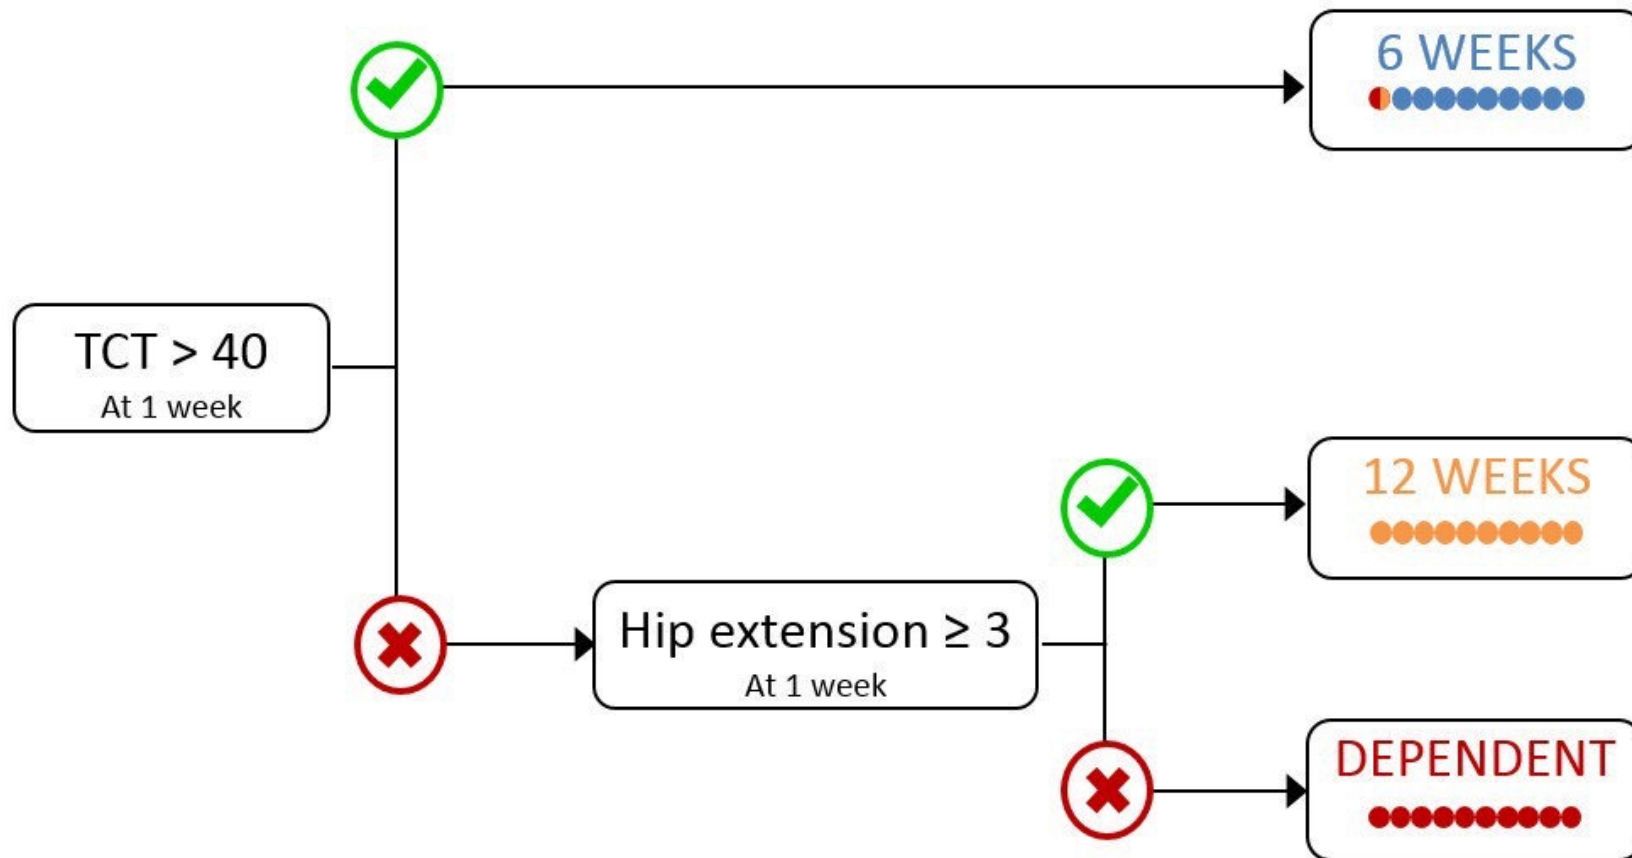 6 WEEKS
TCT > 40
At 1 week
12 WEEKS
Hip extension ≥ 3
At 1 week
DEPENDENT